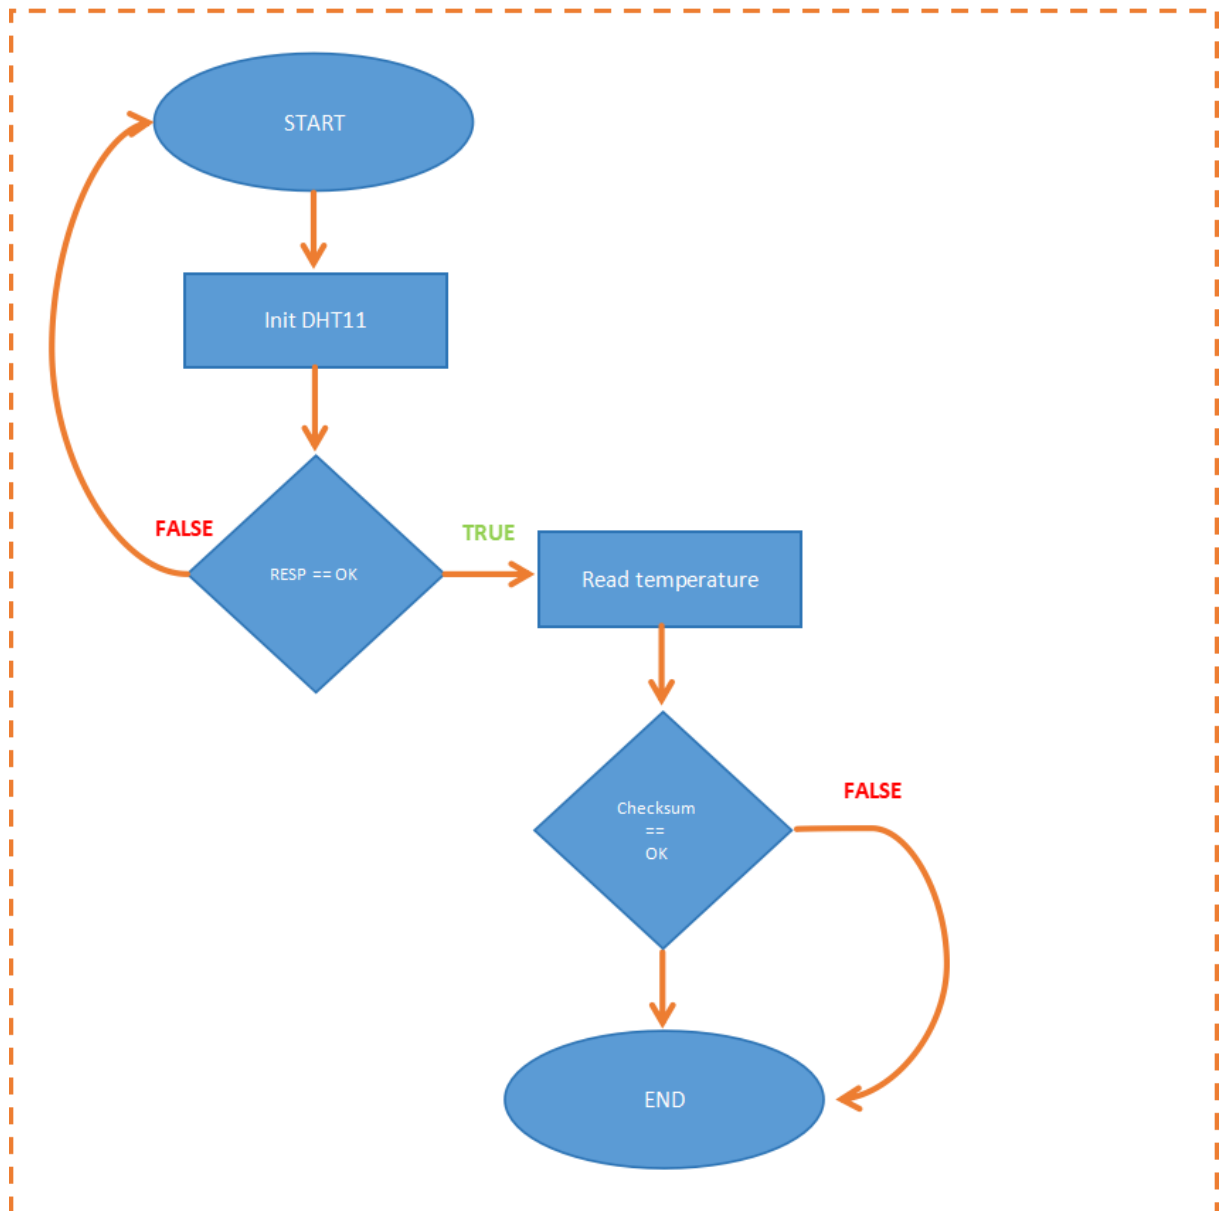 START
Init DHT11
FALSE
TRUE
RESP == OK
Read temperature
Checksum
==
OK
FALSE
END